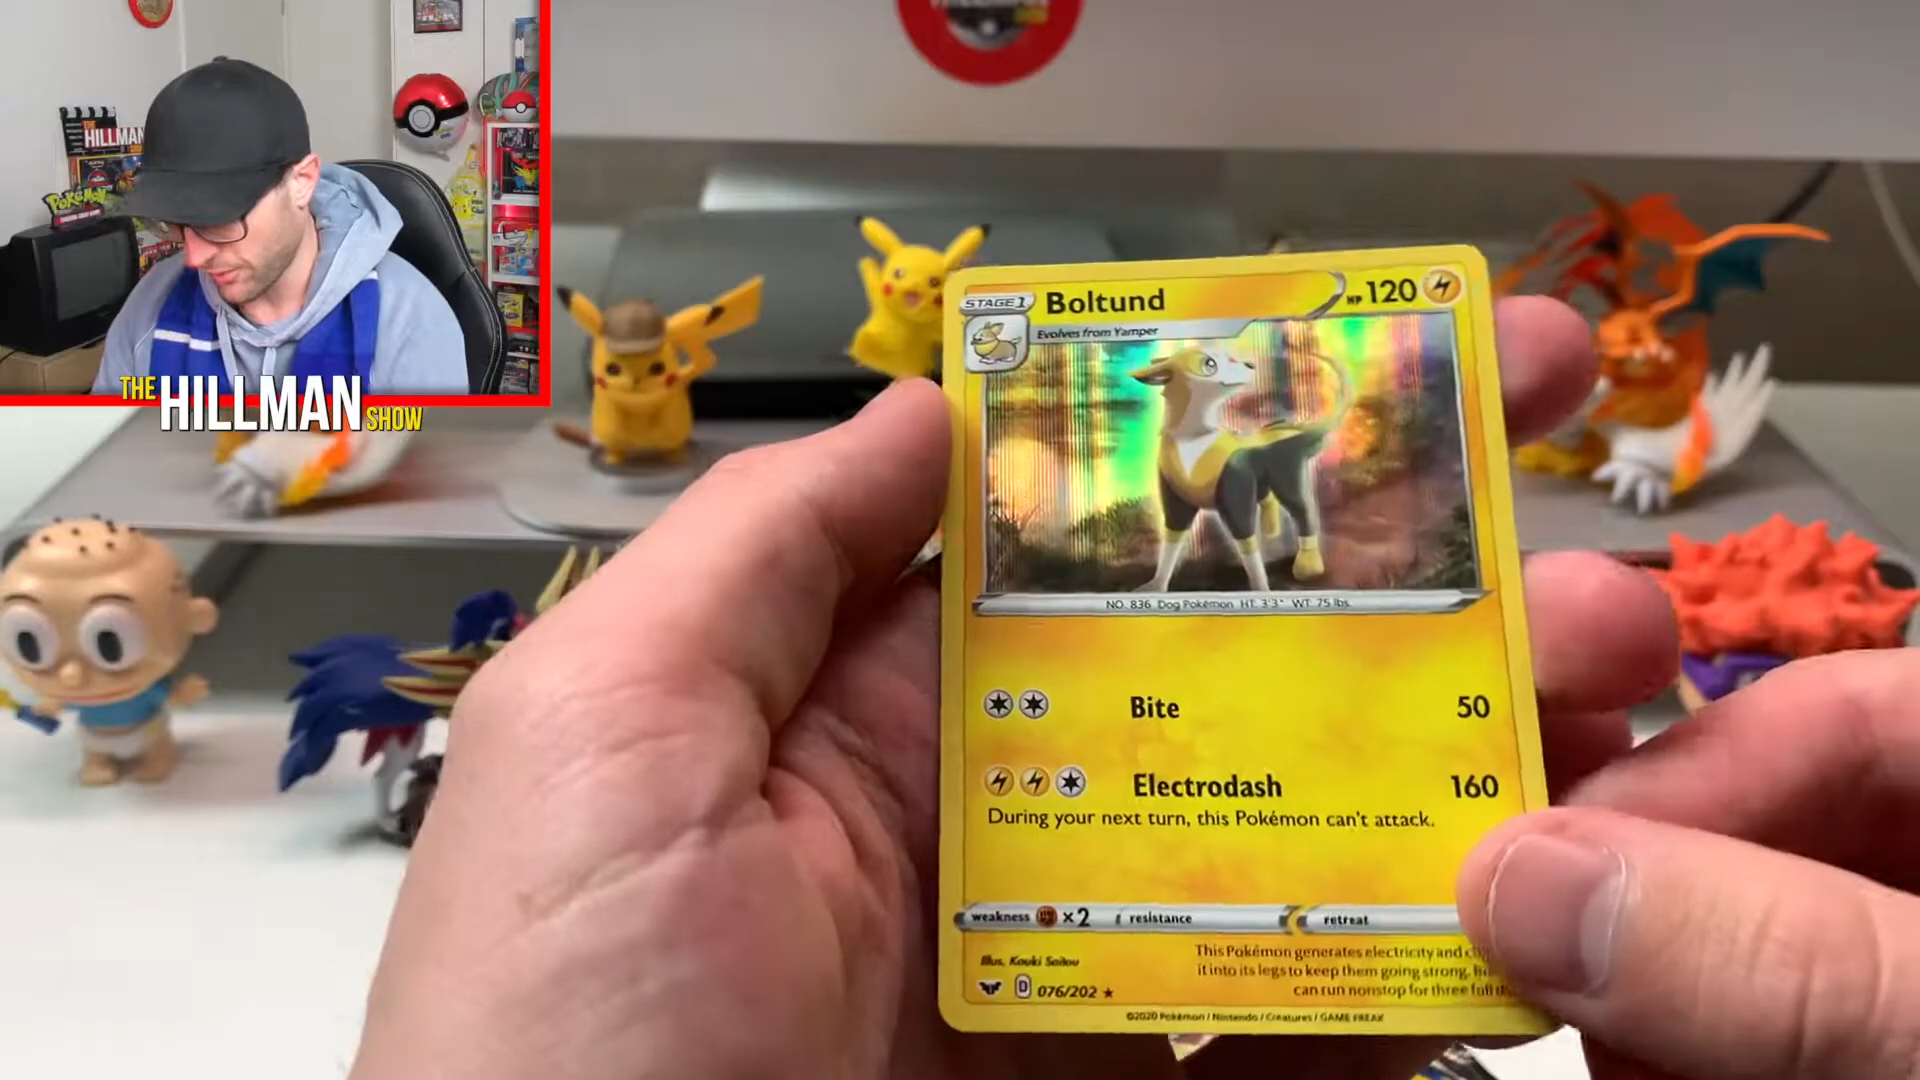 THE
HILLMAN
Pokémon
THE HILLMAN SHOW
STAGE 1
Boltund
HP 120
Evolves from Yamper
NO. 836 Dog Pokémon HT: 3'3" WT: 75 lbs.
Bite 50
Electrodash 160
During your next turn, this Pokémon can't attack.
weakness ×2 resistance retreat
Illus. Kouki Saitou
D 076/202 ★
This Pokémon generates electricity and
it into its legs to keep them going strong.
can run nonstop for three full
©2020 Pokémon / Nintendo / Creatures / GAME FREAK